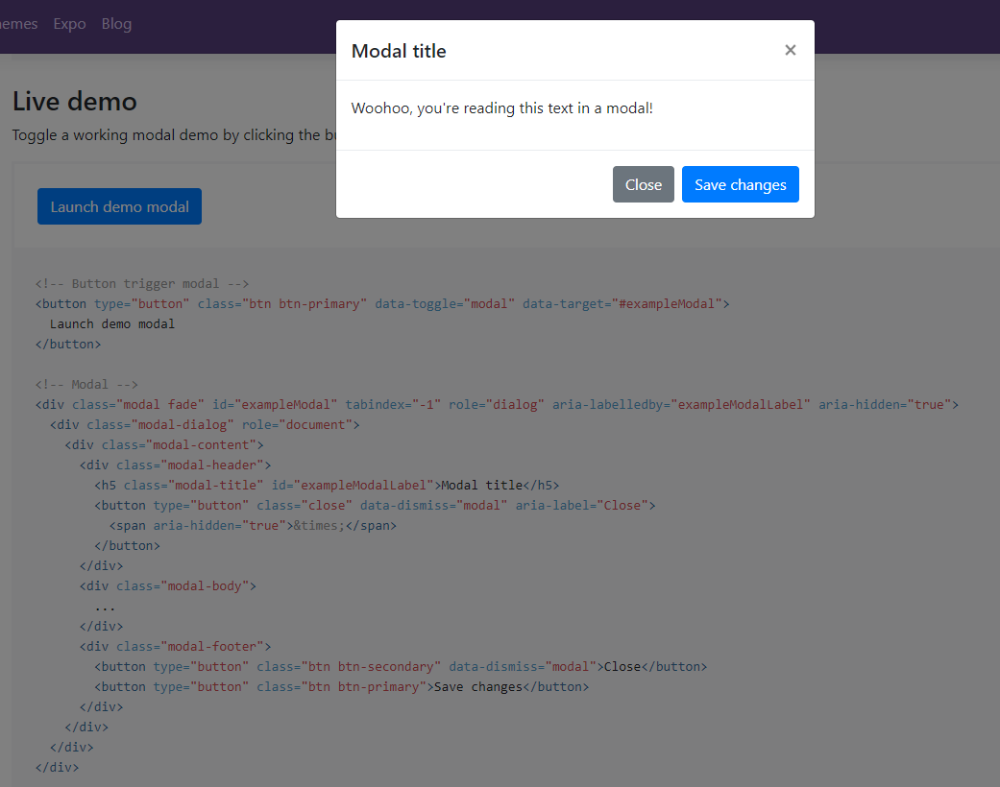 Expo Blog
Modal title ×
Woohoo, you're reading this text in a modal!
Close Save changes
Live demo
Toggle a working modal demo by clicking the
Launch demo modal
<!-- Button trigger modal -->
<button type="button" class="btn btn-primary" data-toggle="modal" data-target="#exampleModal">
  Launch demo modal
</button>
<!-- Modal -->
<div class="modal fade" id="exampleModal" tabindex="-1" role="dialog" aria-labelledby="exampleModalLabel" aria-hidden="true">
  <div class="modal-dialog" role="document">
    <div class="modal-content">
      <div class="modal-header">
        <h5 class="modal-title" id="exampleModalLabel">Modal title</h5>
        <button type="button" class="close" data-dismiss="modal" aria-label="Close">
          <span aria-hidden="true">&times;</span>
        </button>
      </div>
      <div class="modal-body">
        ...
      </div>
      <div class="modal-footer">
        <button type="button" class="btn btn-secondary" data-dismiss="modal">Close</button>
        <button type="button" class="btn btn-primary">Save changes</button>
      </div>
    </div>
  </div>
</div>